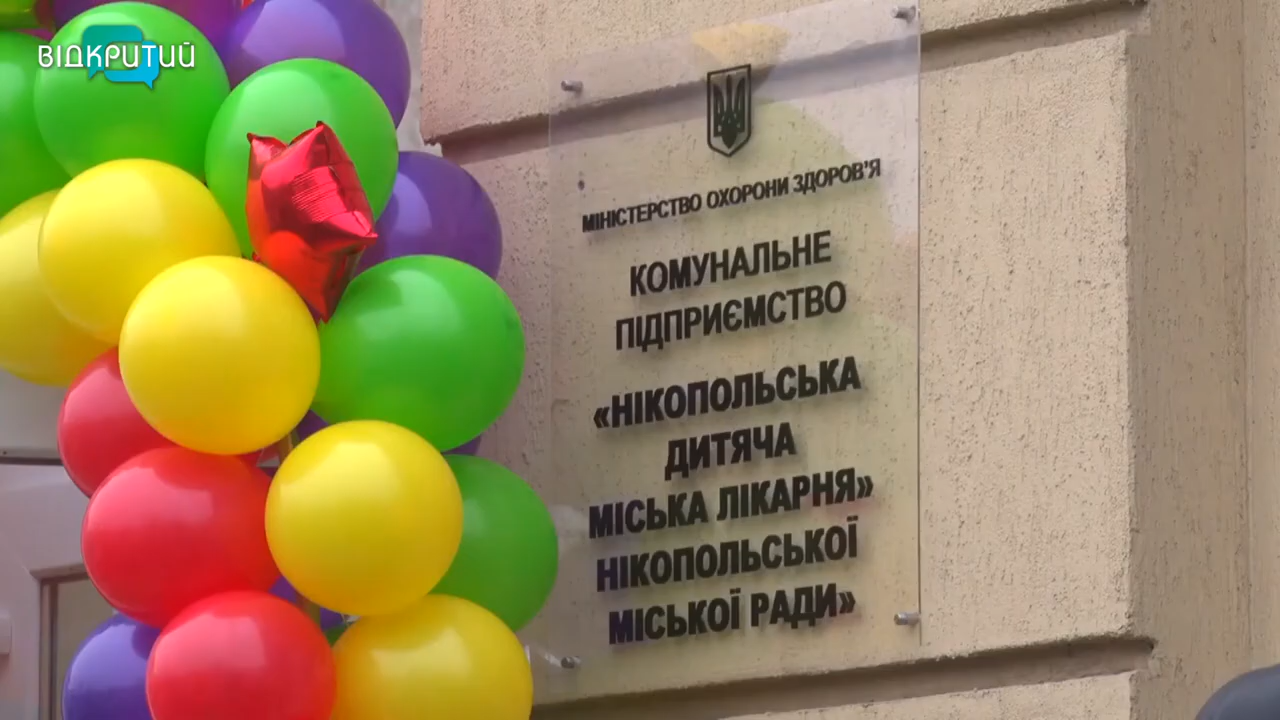 ВІДКРИТИЙ
МІНІСТЕРСТВО ОХОРОНИ ЗДОРОВ'Я
КОМУНАЛЬНЕ
ПІДПРИЄМСТВО
«НІКОПОЛЬСЬКА
ДИТЯЧА
МІСЬКА ЛІКАРНЯ»
НІКОПОЛЬСЬКОЇ
МІСЬКОЇ РАДИ»